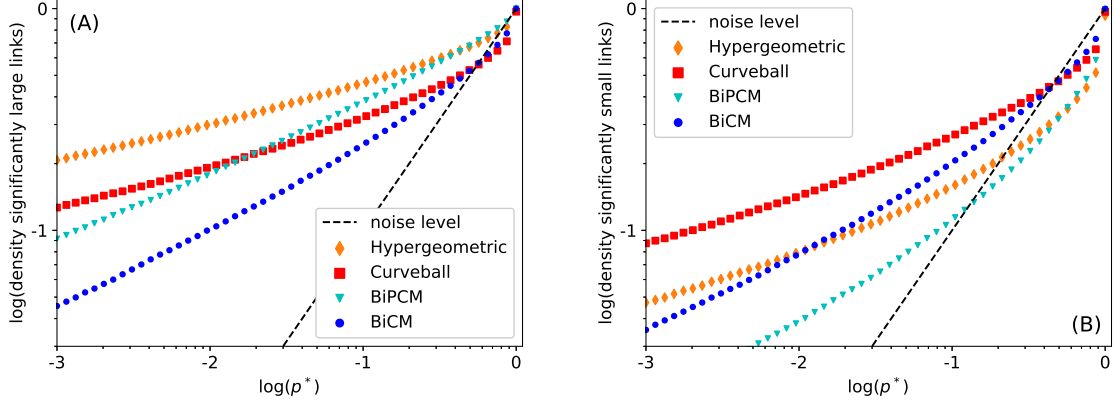 (A)
log(density significantly large links)
0
-1
-3
-2
-1
0
log(p*)
noise level
Hypergeometric
Curveball
BiPCM
BiCM
(B)
log(density significantly small links)
0
-1
-3
-2
-1
0
log(p*)
noise level
Hypergeometric
Curveball
BiPCM
BiCM